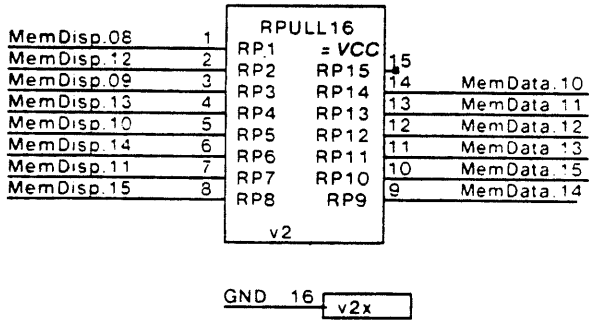 RPULL16
MemDisp.08 1 RP1 = VCC
MemDisp.12 2 RP2 RP15 15
MemDisp.09 3 RP3 RP14 14 MemData.10
MemDisp.13 4 RP4 RP13 13 MemData.11
MemDisp.10 5 RP5 RP12 12 MemData.12
MemDisp.14 6 RP6 RP11 11 MemData.13
MemDisp.11 7 RP7 RP10 10 MemData.15
MemDisp.15 8 RP8 RP9 9 MemData.14
v2
GND 16 v2x